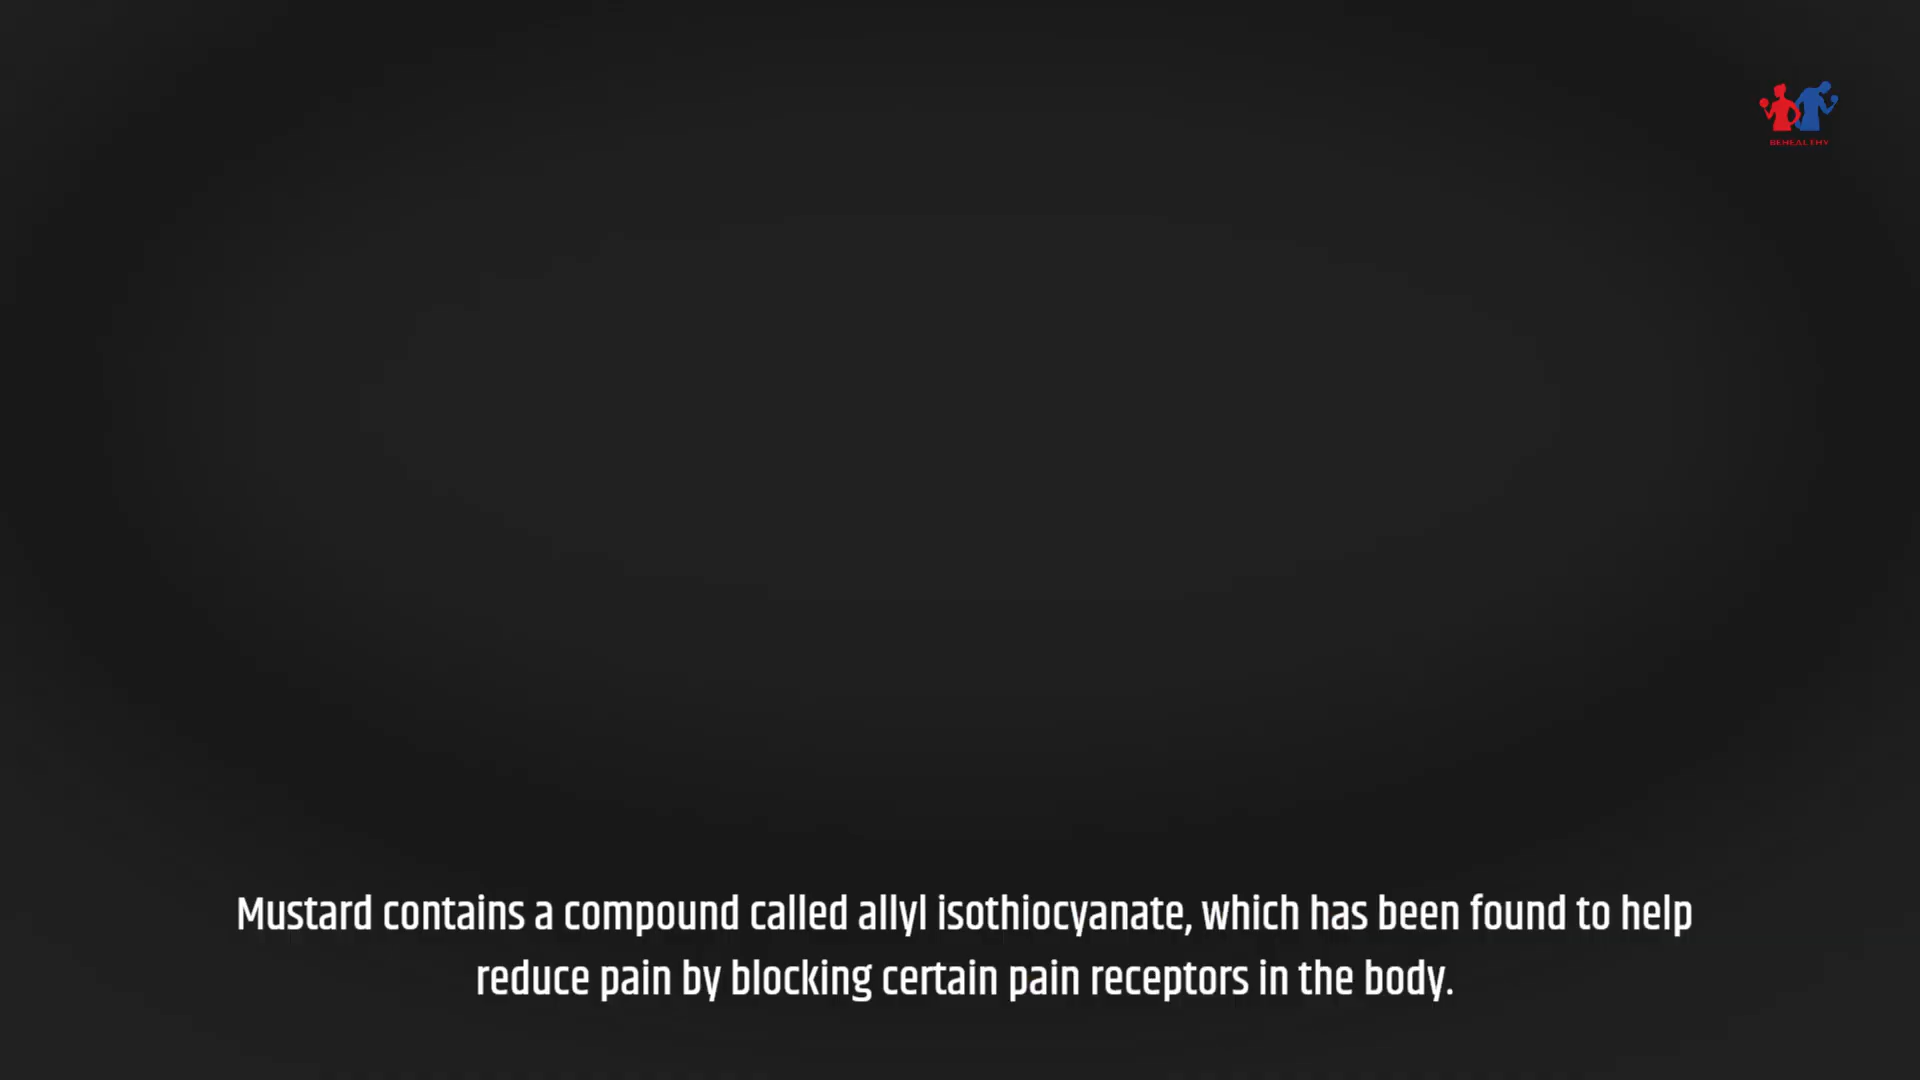 BEHEALTHY
Mustard contains a compound called allyl isothiocyanate, which has been found to help
reduce pain by blocking certain pain receptors in the body.